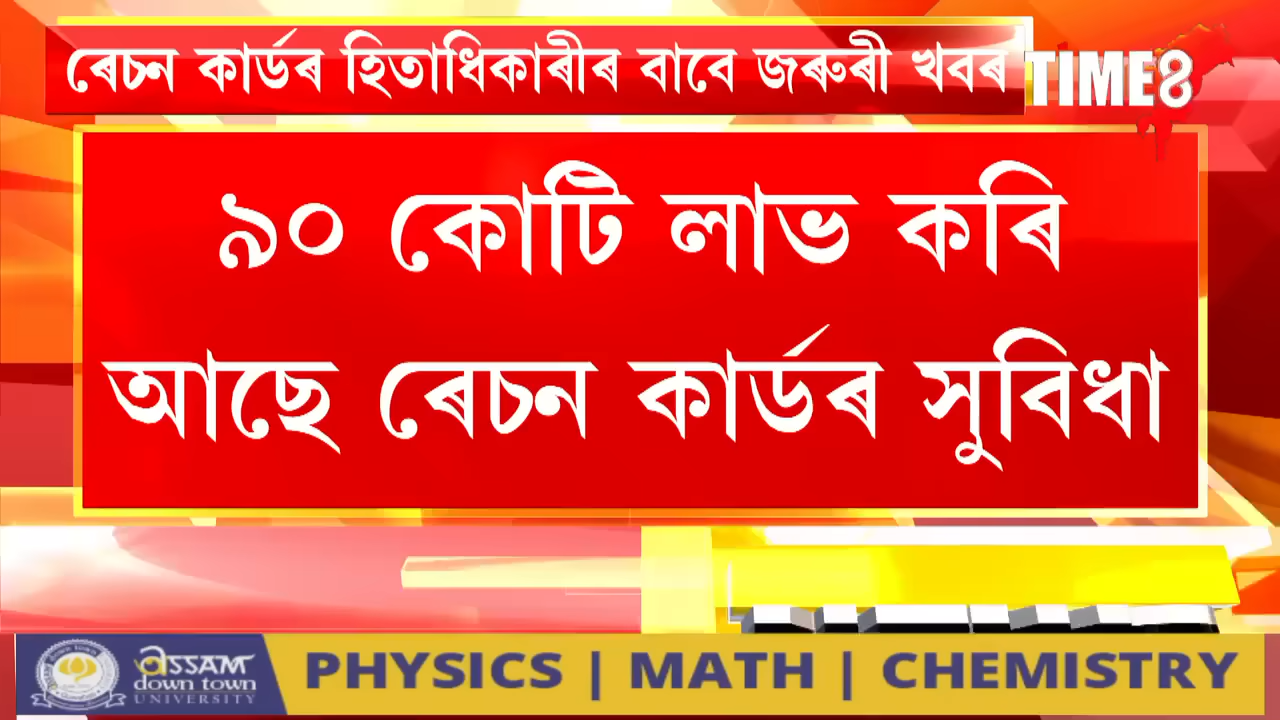 ৰেচন কাৰ্ডৰ হিতাধিকাৰীৰ বাবে জৰুৰী খবৰ
TIME8
৯০ কোটি লাভ কৰি
আছে ৰেচন কাৰ্ডৰ সুবিধা
ASSAM
down town
UNIVERSITY
PHYSICS | MATH | CHEMISTRY